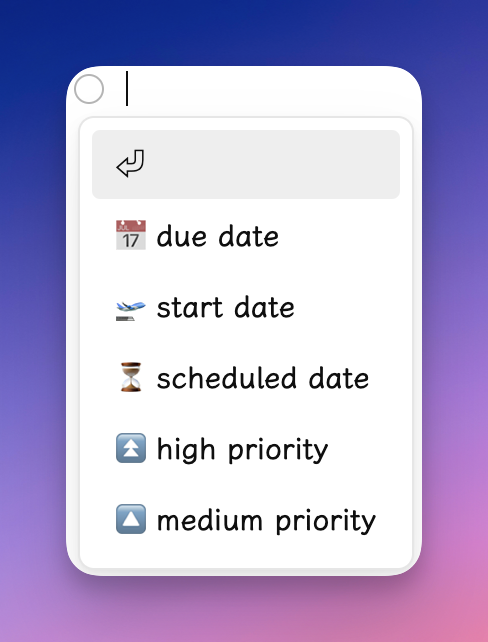 ⏎
📅 due date
🛫 start date
⏳ scheduled date
⏫ high priority
🔼 medium priority